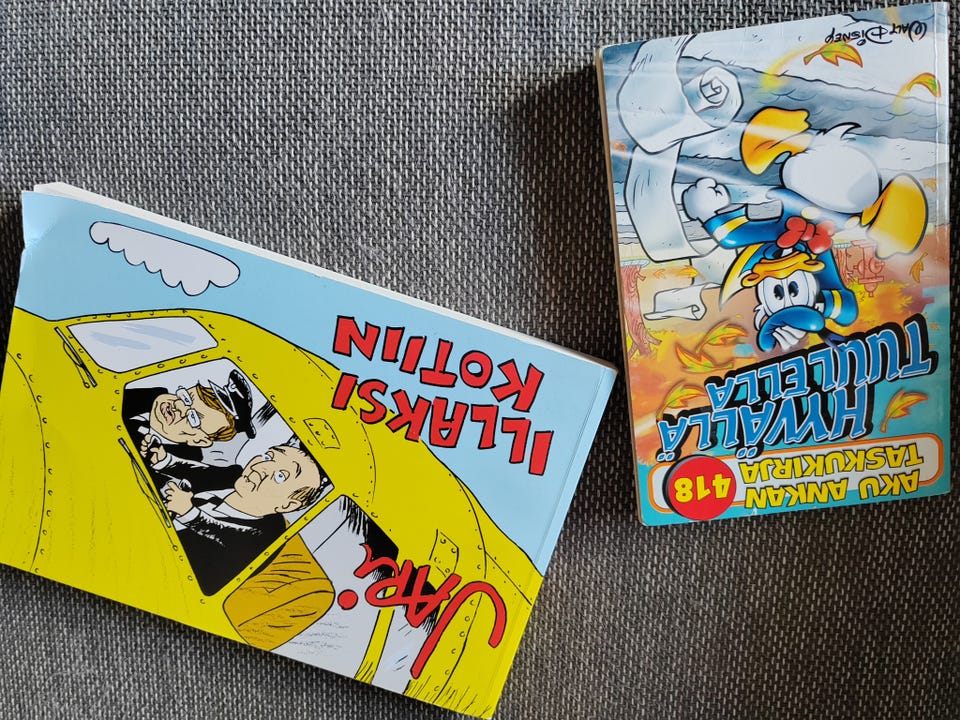 Jari
ILLAKSI
KOTIIN
AKU ANKAN
TASKUKIRJA
418
HYVÄLLÄ
TUULELLA
WALT DISNEY